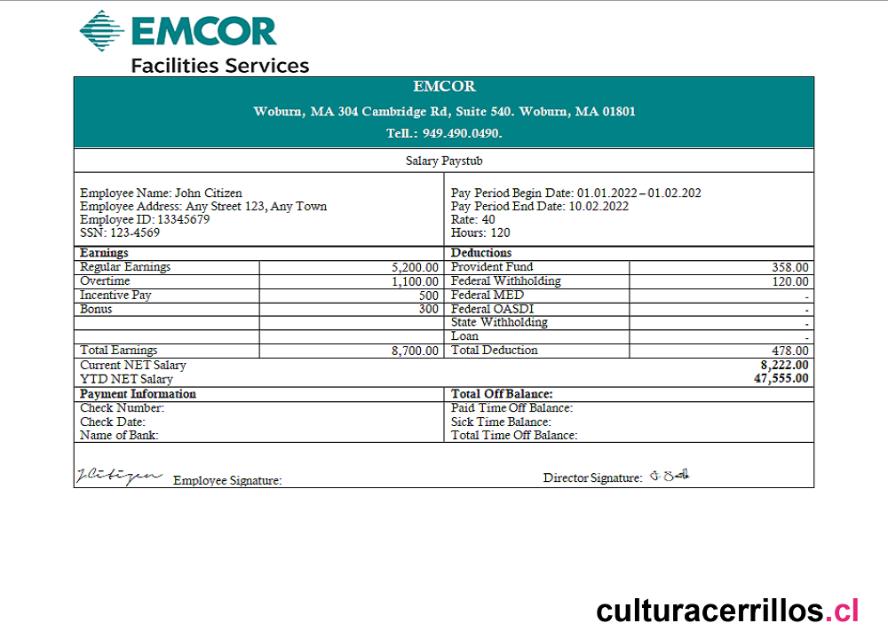 EMCOR
Facilities Services
EMCOR
Woburn, MA 304 Cambridge Rd, Suite 540. Woburn, MA 01801
Tell.: 949.490.0490.
Salary Paystub
Employee Name: John Citizen
Employee Address: Any Street 123, Any Town
Employee ID: 13345679
SSN: 123-4569
Pay Period Begin Date: 01.01.2022 – 01.02.202
Pay Period End Date: 10.02.2022
Rate: 40
Hours: 120
Earnings Deductions
Regular Earnings 5,200.00 Provident Fund 358.00
Overtime 1,100.00 Federal Withholding 120.00
Incentive Pay 500 Federal MED -
Bonus 300 Federal OASDI -
State Withholding -
Loan -
Total Earnings 8,700.00 Total Deduction 478.00
Current NET Salary 8,222.00
YTD NET Salary 47,555.00
Payment Information Total Off Balance:
Check Number: Paid Time Off Balance:
Check Date: Sick Time Balance:
Name of Bank: Total Time Off Balance:
J.Citizen Employee Signature: Director Signature:
culturacerrillos.cl